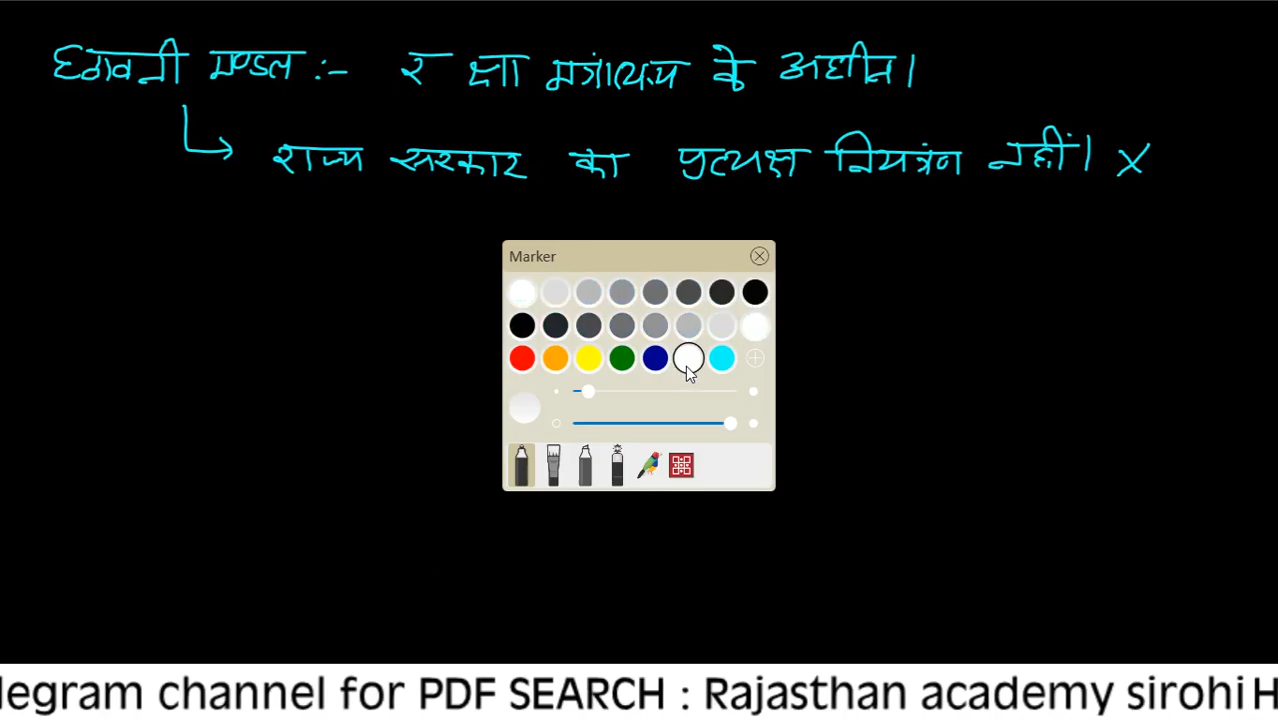 छावनी मण्डल :- रक्षा मंत्रालय के अधीन।
↳ राज्य सरकार का प्रत्यक्ष नियंत्रण नहीं। X
Marker
legram channel for PDF SEARCH : Rajasthan academy sirohi H